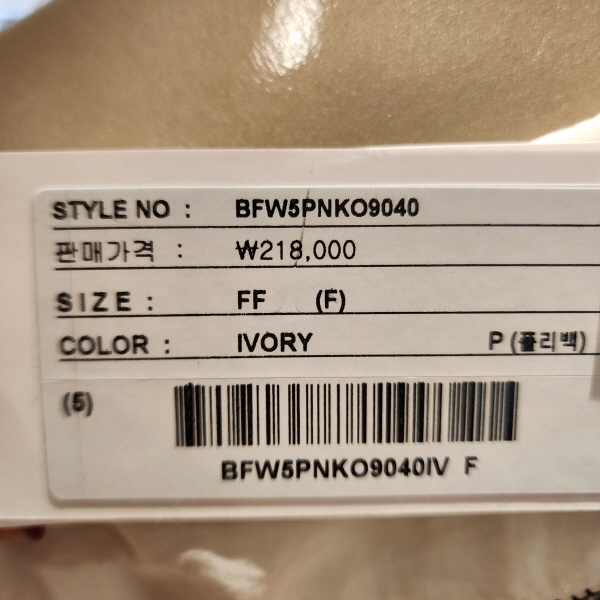 STYLE NO : BFW5PNKO9040
판매가격 : ₩218,000
SIZE : FF (F)
COLOR : IVORY P (폴리백)
(5)
BFW5PNKO9040IV F